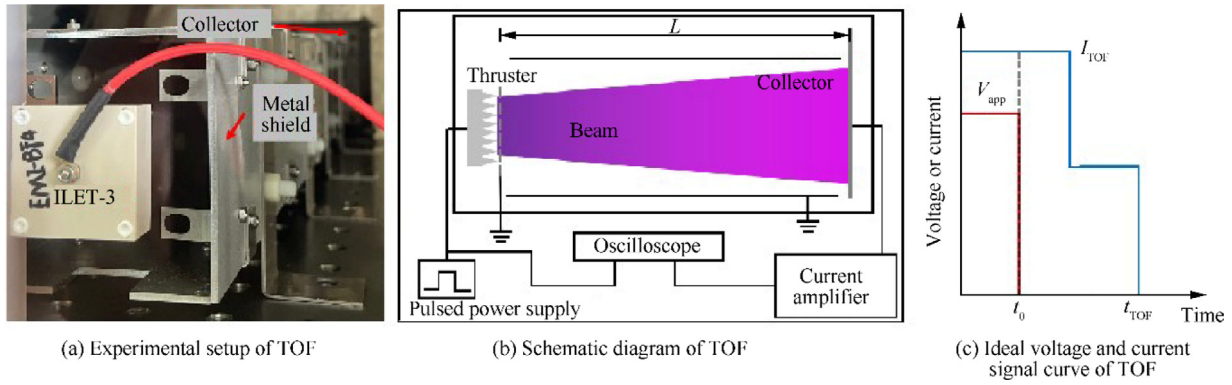 Collector
Metal
shield
EMI-BF4
ILET-3
(a) Experimental setup of TOF
L
Thruster
Collector
Beam
Oscilloscope
Pulsed power supply
Current
amplifier
(b) Schematic diagram of TOF
Voltage or current
I_TOF
V_app
t_0
t_TOF
Time
(c) Ideal voltage and current
signal curve of TOF